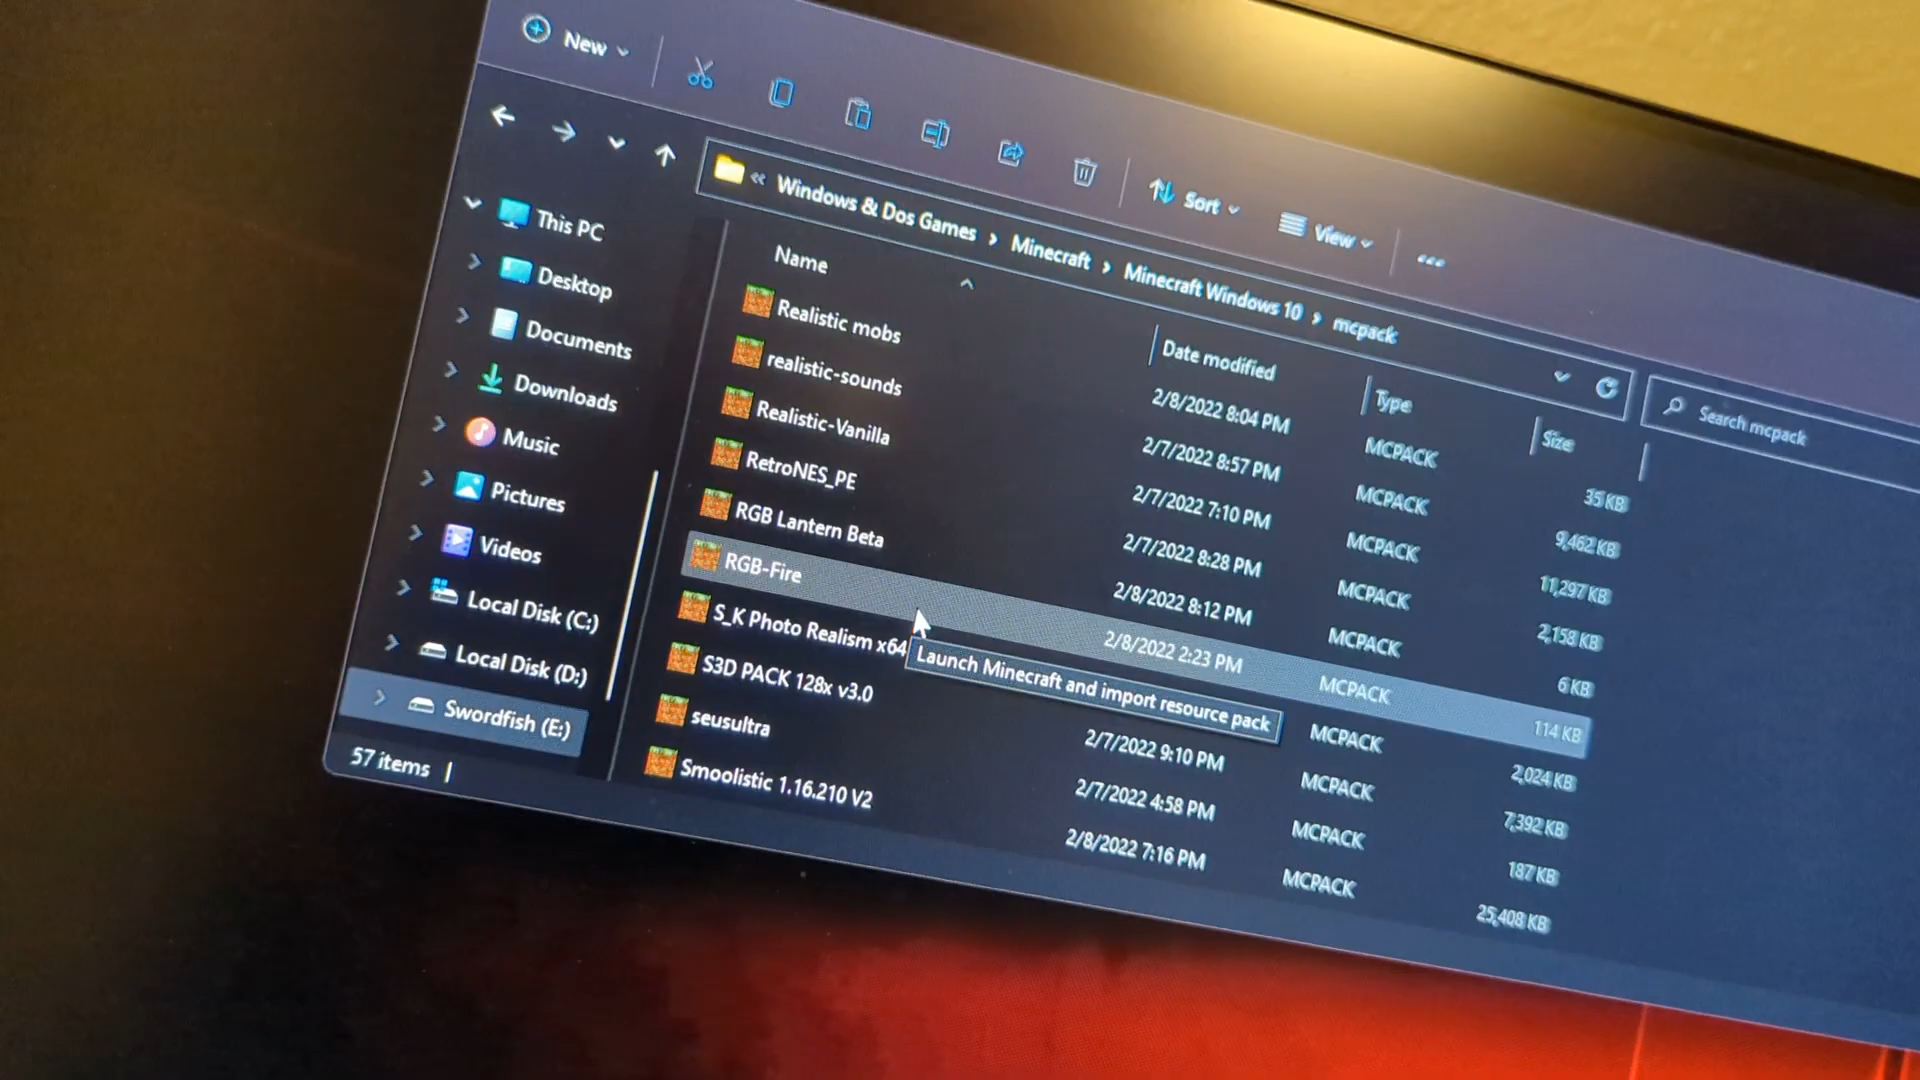 New
Sort
View
« Windows & Dos Games > Minecraft > Minecraft Windows 10 > mcpack
Search mcpack
This PC
Desktop
Documents
Downloads
Music
Pictures
Videos
Local Disk (C:)
Local Disk (D:)
Swordfish (E:)
Name Date modified Type Size
Realistic mobs 2/8/2022 8:04 PM MCPACK 35 KB
realistic-sounds 2/7/2022 8:57 PM MCPACK 9,462 KB
Realistic-Vanilla 2/7/2022 7:10 PM MCPACK 11,297 KB
RetroNES_PE 2/7/2022 8:28 PM MCPACK 2,158 KB
RGB Lantern Beta 2/8/2022 8:12 PM MCPACK 6 KB
RGB-Fire 2/8/2022 2:23 PM MCPACK 114 KB
S_K Photo Realism x64 MCPACK 2,024 KB
Launch Minecraft and import resource pack
S3D PACK 128x v3.0 2/7/2022 9:10 PM MCPACK 7,392 KB
seusultra 2/7/2022 4:58 PM MCPACK 187 KB
Smoolistic 1.16.210 V2 2/8/2022 7:16 PM MCPACK 25,408 KB
57 items